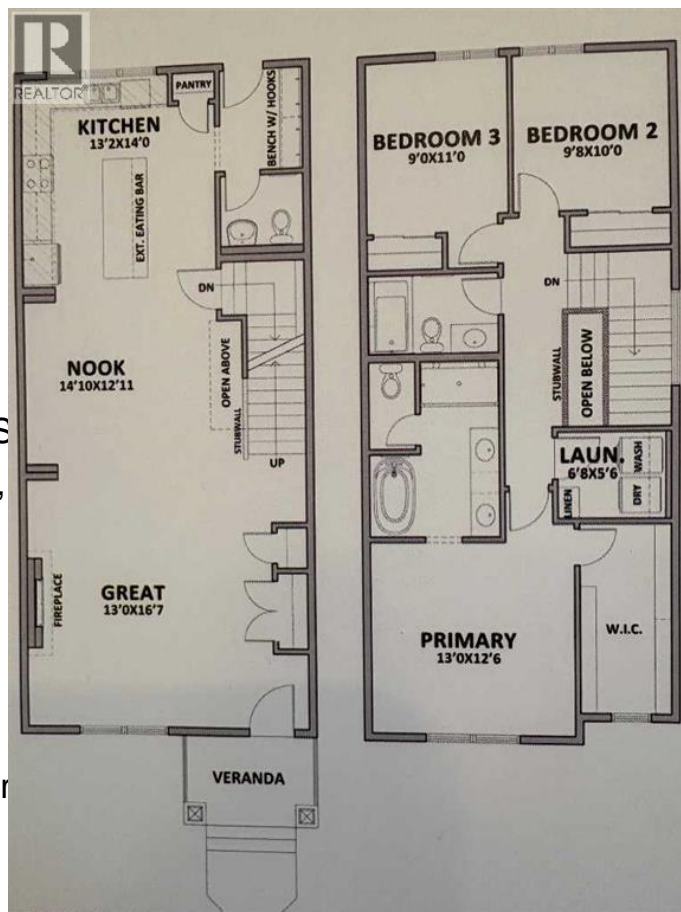 R
REALTOR®
PANTRY
KITCHEN
13'2X14'0
BENCH W/ HOOKS
EXT. EATING BAR
DN
NOOK
14'10X12'11
OPEN ABOVE
STUBWALL
UP
GREAT
13'0X16'7
FIREPLACE
VERANDA
BEDROOM 3
9'0X11'0
BEDROOM 2
9'8X10'0
DN
STUBWALL
OPEN BELOW
LAUN.
6'8X5'6
WASH
DRY
LINEN
PRIMARY
13'0X12'6
W.I.C.
s
,